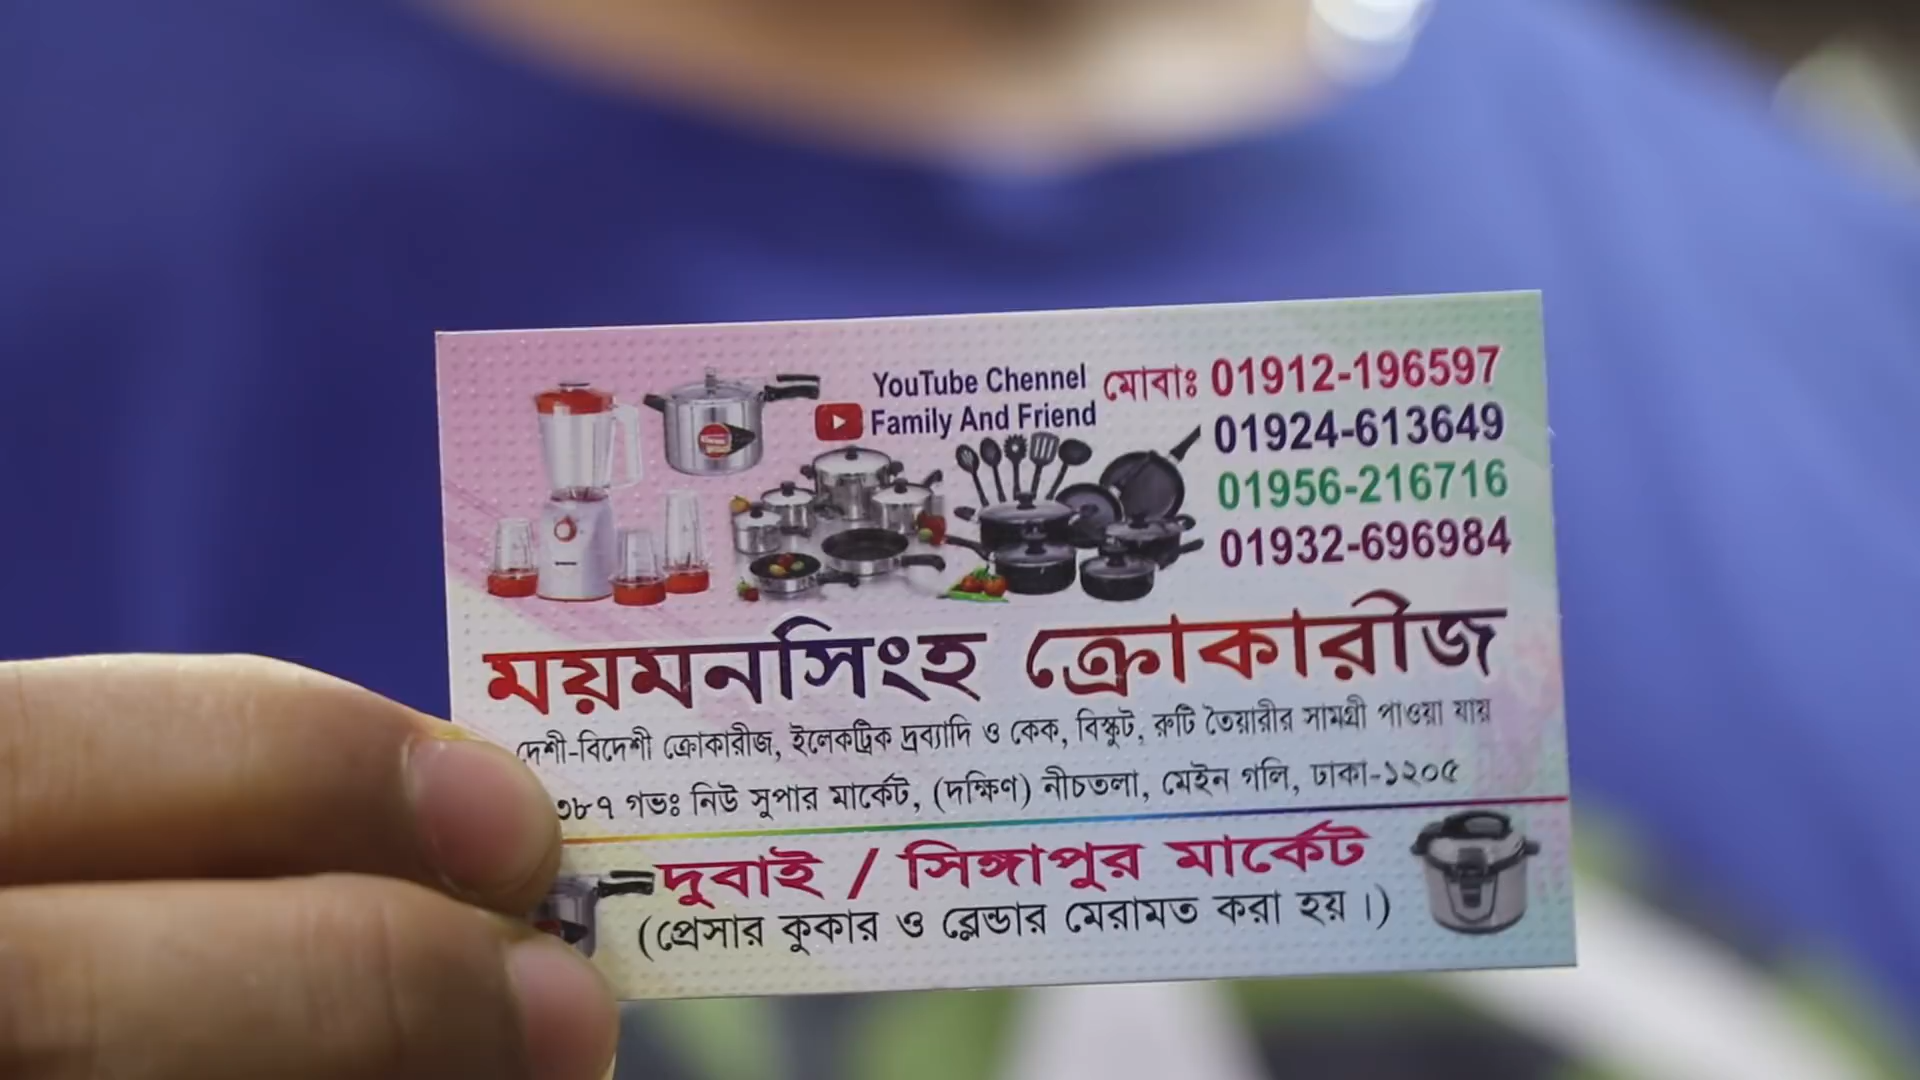 YouTube Chennel
Family And Friend
মোবাঃ 01912-196597
01924-613649
01956-216716
01932-696984
ময়মনসিংহ ক্রোকারীজ
দেশী-বিদেশী ক্রোকারীজ, ইলেকট্রিক দ্রব্যাদি ও কেক, বিস্কুট, রুটি তৈয়ারীর সামগ্রী পাওয়া যায়
৩৮৭ গভঃ নিউ সুপার মার্কেট, (দক্ষিণ) নীচতলা, মেইন গলি, ঢাকা-১২০৫
দুবাই / সিঙ্গাপুর মার্কেট
(প্রেসার কুকার ও ব্লেন্ডার মেরামত করা হয়।)